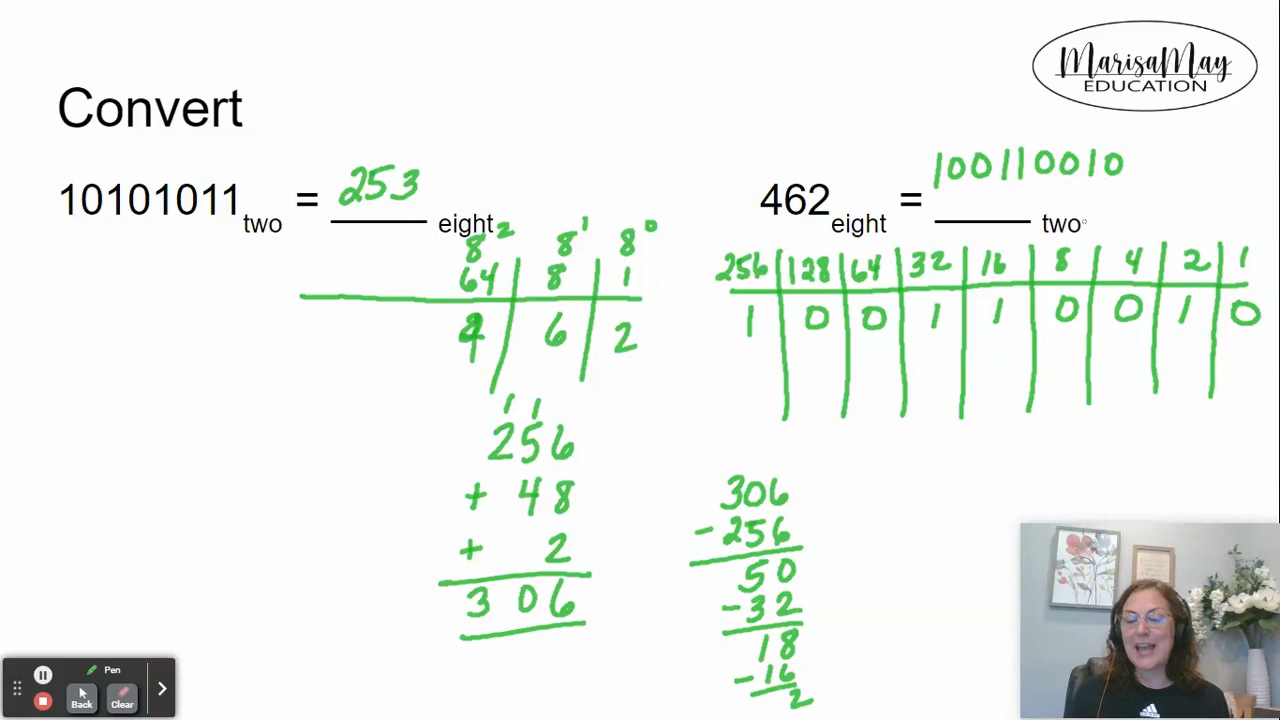 MarisaMay
EDUCATION
Convert
10101011two = 253 eight
8² 8¹ 8⁰
64 8 1
4 6 2
1 1
256
+ 48
+ 2
306
462eight = 100110010 two
256 128 64 32 16 8 4 2 1
1 0 0 1 1 0 0 1 0
306
-256
50
-32
18
-16
2
Pen
Back Clear